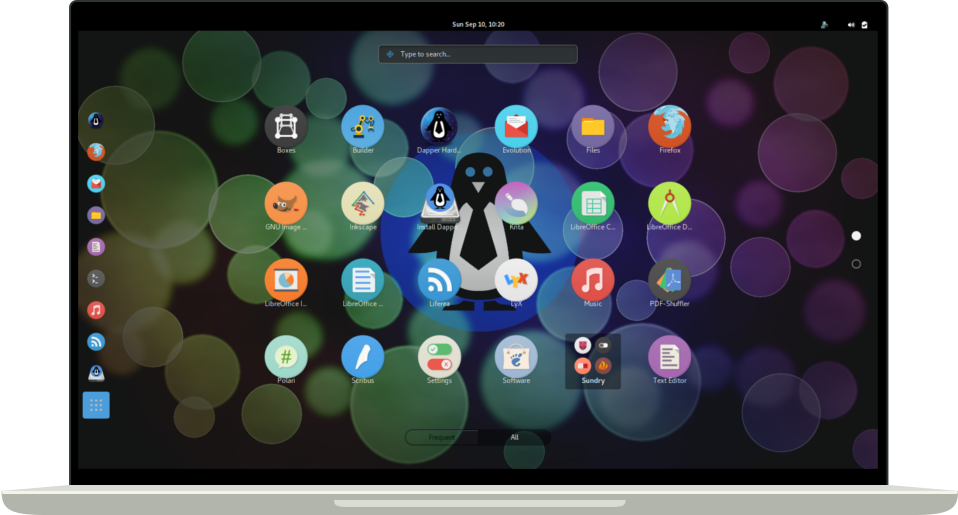 Sun Sep 10, 10:20
Type to search...
Boxes
Builder
Dapper Hard...
Evolution
Files
Firefox
GNU Image ...
Inkscape
Install Dappe...
Krita
LibreOffice C...
LibreOffice D...
LibreOffice I...
LibreOffice ...
Liferea
LyX
LyX
Music
PDF-Shuffler
Polari
Scribus
Settings
Software
Sundry
Text Editor
Frequent
All